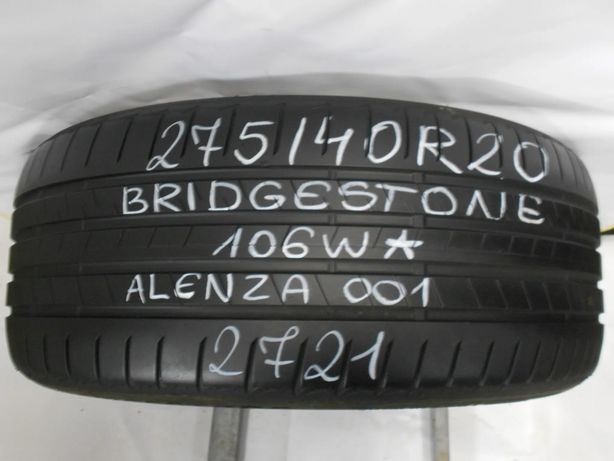 275/40R20
BRIDGESTONE
106W*
ALENZA 001
2721